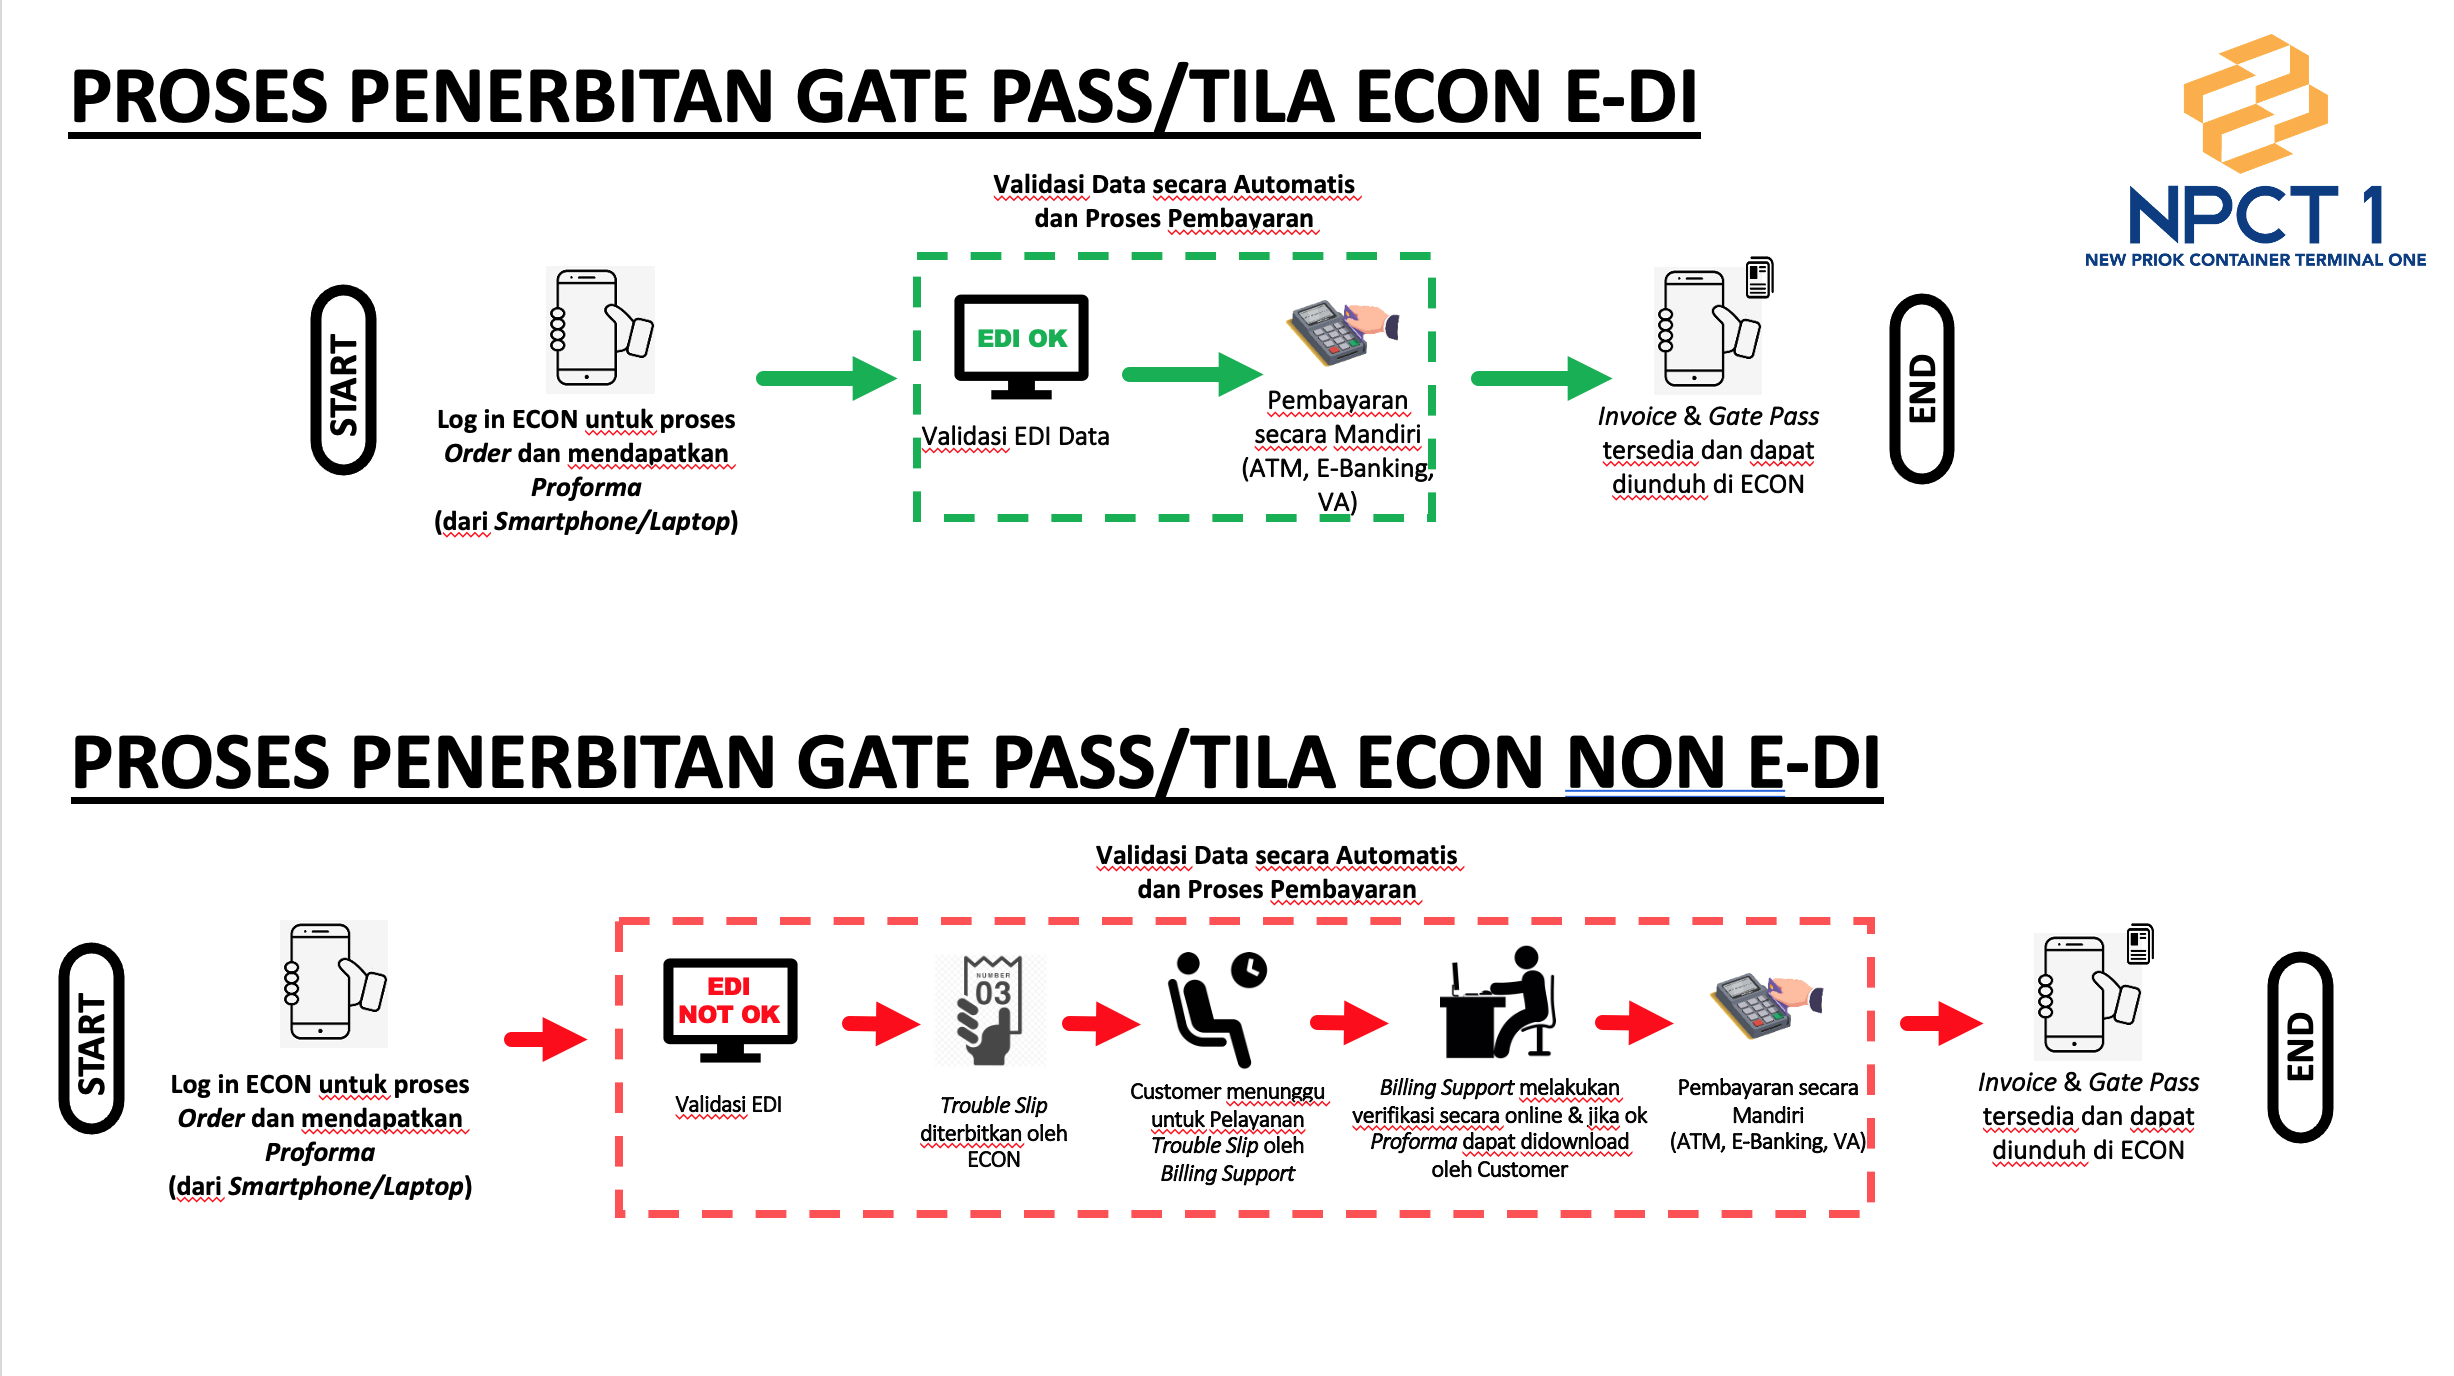 PROSES PENERBITAN GATE PASS/TILA ECON E-DI
NPCT 1
NEW PRIOK CONTAINER TERMINAL ONE
Validasi Data secara Automatis
dan Proses Pembayaran
START
Log in ECON untuk proses
Order dan mendapatkan
Proforma
(dari Smartphone/Laptop)
EDI OK
Validasi EDI Data
Pembayaran
secara Mandiri
(ATM, E-Banking,
VA)
Invoice & Gate Pass
tersedia dan dapat
diunduh di ECON
END
PROSES PENERBITAN GATE PASS/TILA ECON NON E-DI
Validasi Data secara Automatis
dan Proses Pembayaran
START
Log in ECON untuk proses
Order dan mendapatkan
Proforma
(dari Smartphone/Laptop)
EDI
NOT OK
Validasi EDI
NUMBER
03
Trouble Slip
diterbitkan oleh
ECON
Customer menunggu
untuk Pelayanan
Trouble Slip oleh
Billing Support
Billing Support melakukan
verifikasi secara online & jika ok
Proforma dapat didownload
oleh Customer
Pembayaran secara
Mandiri
(ATM, E-Banking, VA)
Invoice & Gate Pass
tersedia dan dapat
diunduh di ECON
END